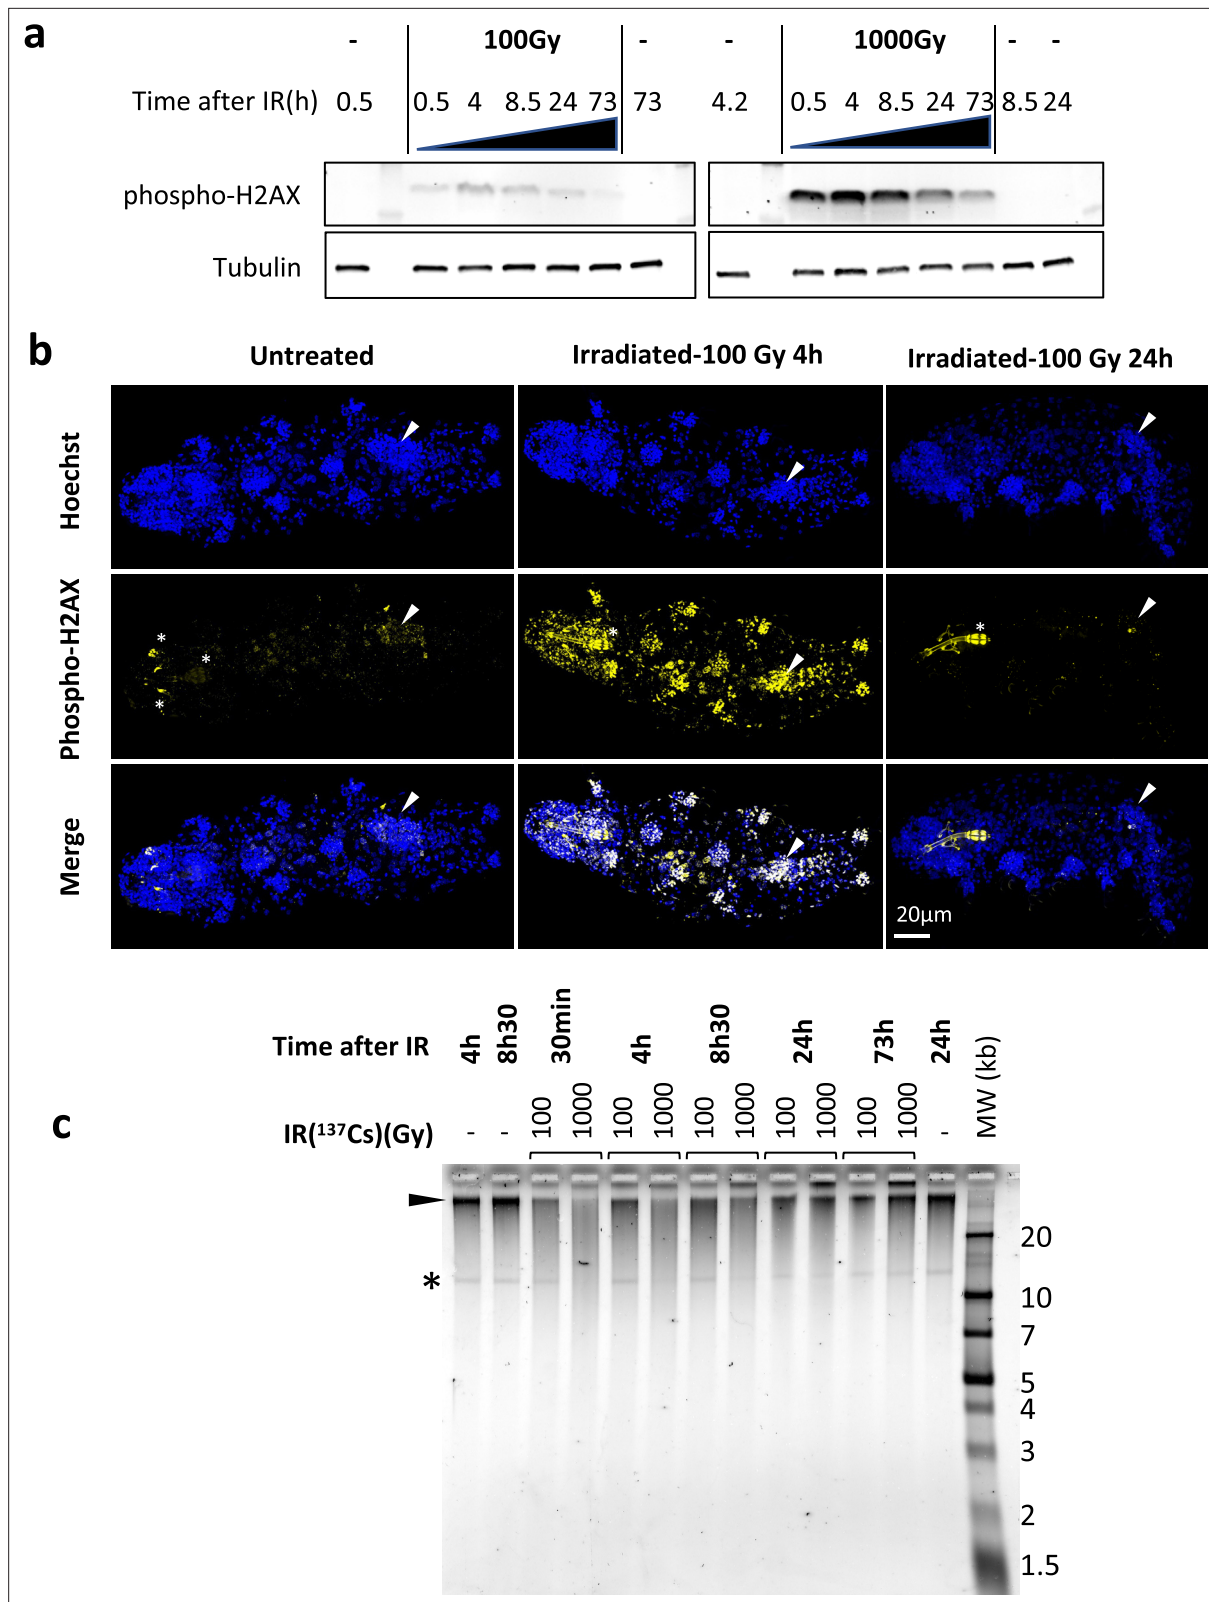 a
- 100Gy - - 1000Gy - -
Time after IR(h) 0.5 0.5 4 8.5 24 73 73 4.2 0.5 4 8.5 24 73 8.5 24
phospho-H2AX
Tubulin
b
Untreated Irradiated-100 Gy 4h Irradiated-100 Gy 24h
Hoechst
Phospho-H2AX
* * * * *
Merge
20µm
c
Time after IR 4h 8h30 30min 4h 8h30 24h 73h 24h MW (kb)
IR(¹³⁷Cs)(Gy) - - 100 1000 100 1000 100 1000 100 1000 100 1000 -
20
*
10
7
5
4
3
2
1.5